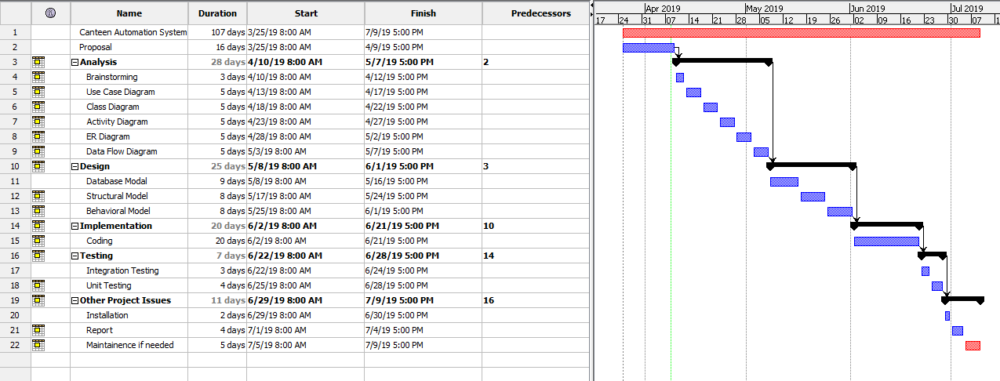 Name Duration Start Finish Predecessors Apr 2019 May 2019 Jun 2019 Jul 2019
17 24 31 07 14 21 28 05 12 19 26 02 09 16 23 30 07 1
1 Canteen Automation System 107 days 3/25/19 8:00 AM 7/9/19 5:00 PM
2 Proposal 16 days 3/25/19 8:00 AM 4/9/19 5:00 PM
3 Analysis 28 days 4/10/19 8:00 AM 5/7/19 5:00 PM 2
4 Brainstorming 3 days 4/10/19 8:00 AM 4/12/19 5:00 PM
5 Use Case Diagram 5 days 4/13/19 8:00 AM 4/17/19 5:00 PM
6 Class Diagram 5 days 4/18/19 8:00 AM 4/22/19 5:00 PM
7 Activity Diagram 5 days 4/23/19 8:00 AM 4/27/19 5:00 PM
8 ER Diagram 5 days 4/28/19 8:00 AM 5/2/19 5:00 PM
9 Data Flow Diagram 5 days 5/3/19 8:00 AM 5/7/19 5:00 PM
10 Design 25 days 5/8/19 8:00 AM 6/1/19 5:00 PM 3
11 Database Modal 9 days 5/8/19 8:00 AM 5/16/19 5:00 PM
12 Structural Model 8 days 5/17/19 8:00 AM 5/24/19 5:00 PM
13 Behavioral Model 8 days 5/25/19 8:00 AM 6/1/19 5:00 PM
14 Implementation 20 days 6/2/19 8:00 AM 6/21/19 5:00 PM 10
15 Coding 20 days 6/2/19 8:00 AM 6/21/19 5:00 PM
16 Testing 7 days 6/22/19 8:00 AM 6/28/19 5:00 PM 14
17 Integration Testing 3 days 6/22/19 8:00 AM 6/24/19 5:00 PM
18 Unit Testing 4 days 6/25/19 8:00 AM 6/28/19 5:00 PM
19 Other Project Issues 11 days 6/29/19 8:00 AM 7/9/19 5:00 PM 16
20 Installation 2 days 6/29/19 8:00 AM 6/30/19 5:00 PM
21 Report 4 days 7/1/19 8:00 AM 7/4/19 5:00 PM
22 Maintainence if needed 5 days 7/5/19 8:00 AM 7/9/19 5:00 PM